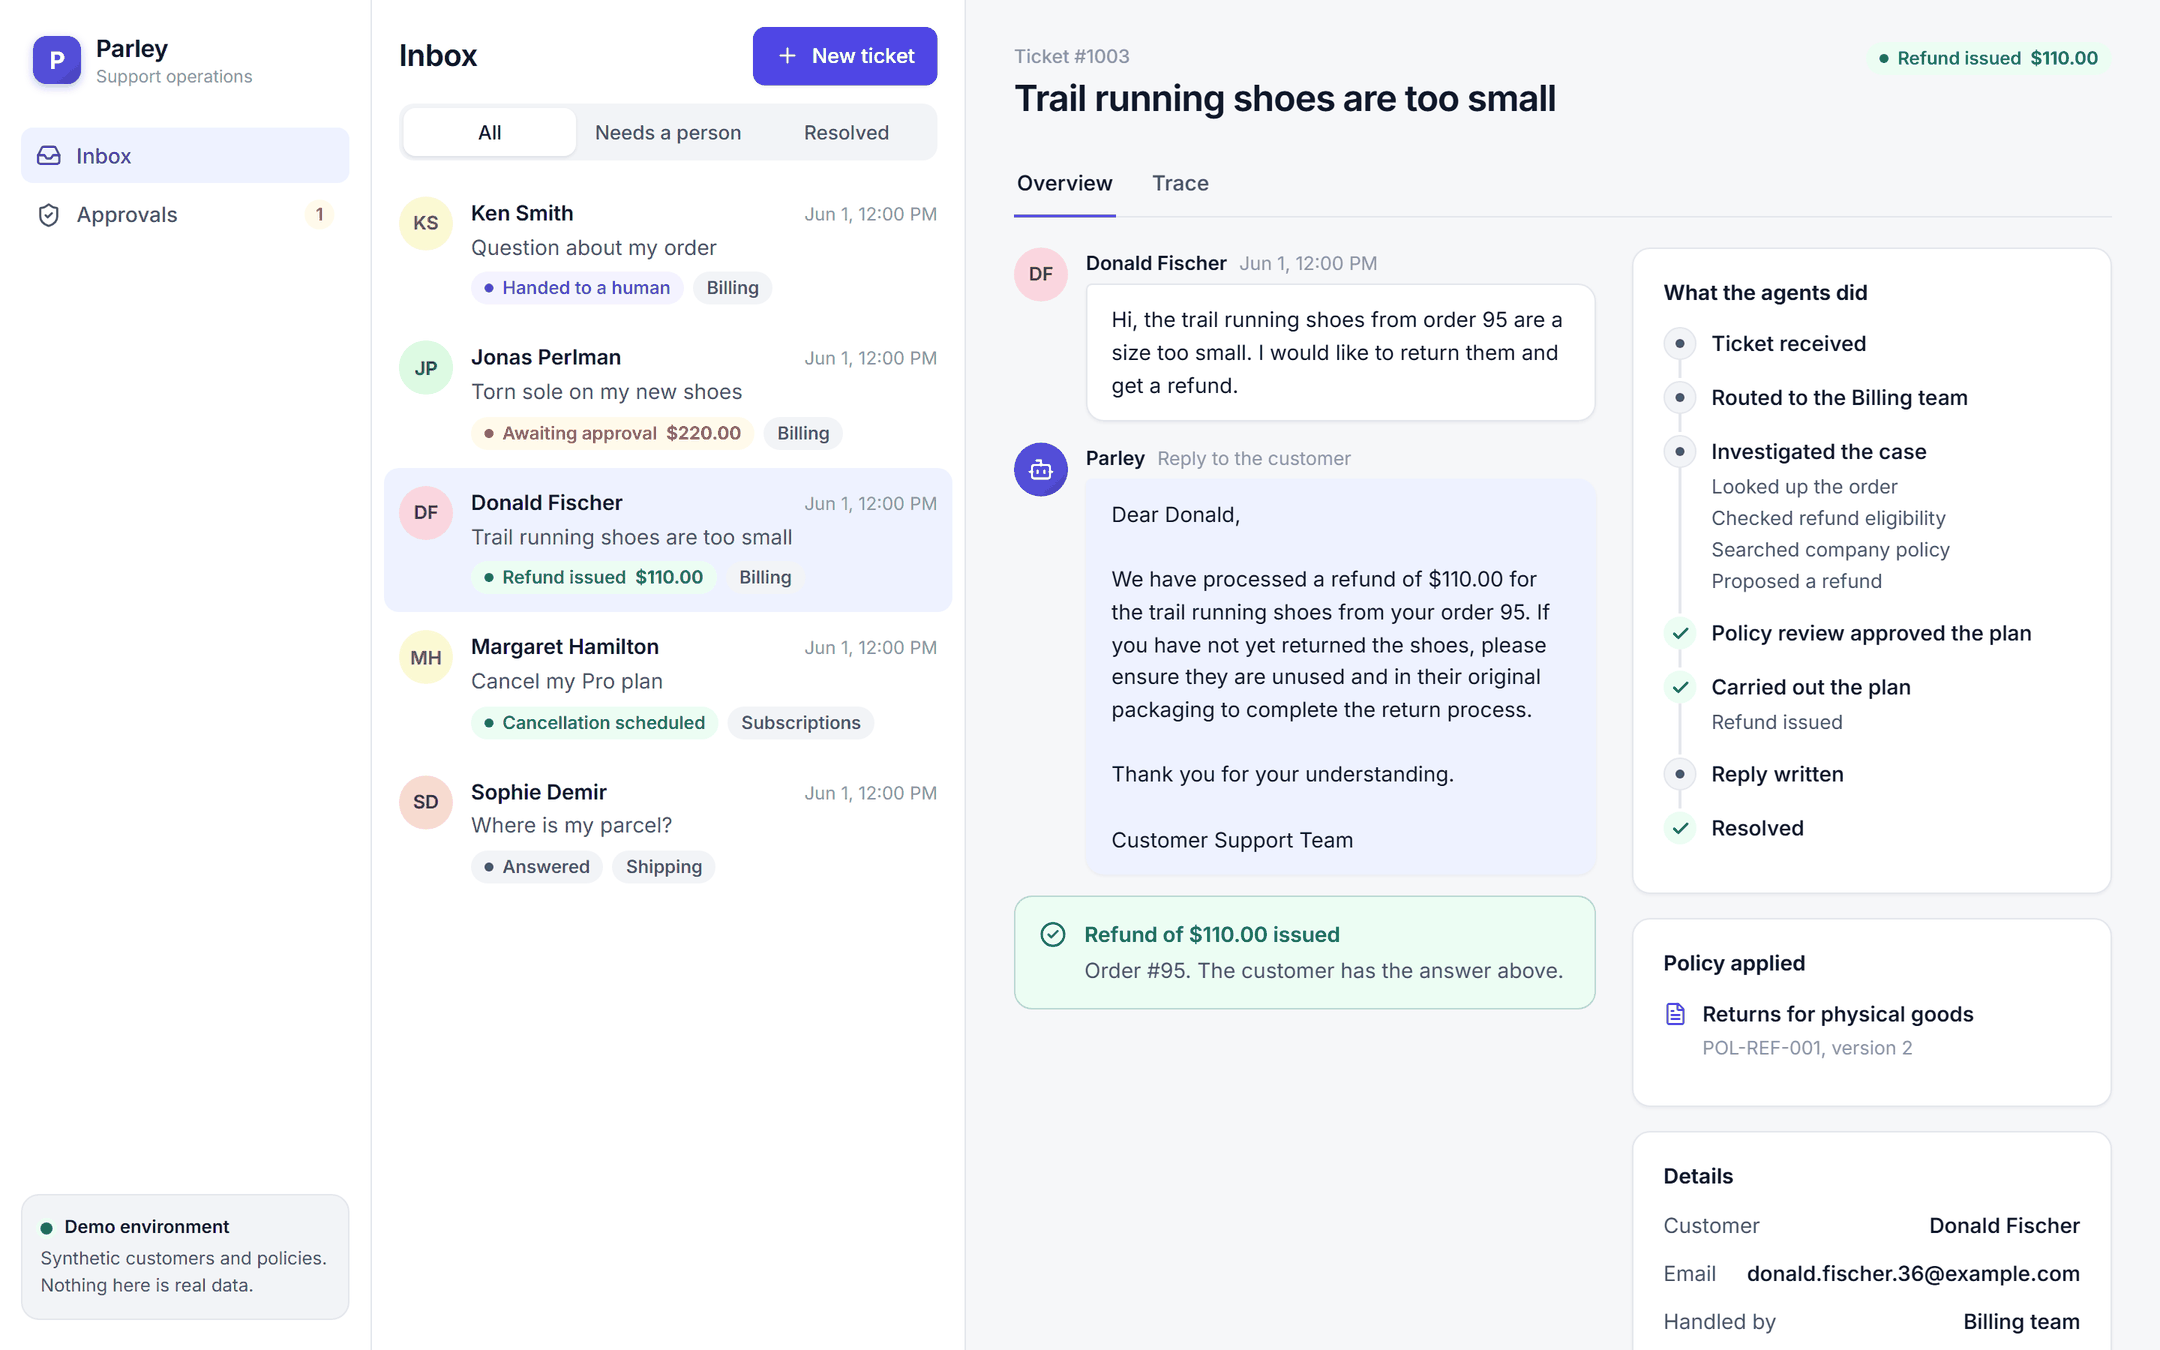 P
Parley
Support operations
Inbox
Approvals
1
Demo environment
Synthetic customers and policies.
Nothing here is real data.
Inbox
New ticket
All
Needs a person
Resolved
KS
Ken Smith
Jun 1, 12:00 PM
Question about my order
Handed to a human
Billing
JP
Jonas Perlman
Jun 1, 12:00 PM
Torn sole on my new shoes
Awaiting approval $220.00
Billing
DF
Donald Fischer
Jun 1, 12:00 PM
Trail running shoes are too small
Refund issued $110.00
Billing
MH
Margaret Hamilton
Jun 1, 12:00 PM
Cancel my Pro plan
Cancellation scheduled
Subscriptions
SD
Sophie Demir
Jun 1, 12:00 PM
Where is my parcel?
Answered
Shipping
Ticket #1003
Refund issued $110.00
Trail running shoes are too small
Overview
Trace
DF
Donald Fischer Jun 1, 12:00 PM
Hi, the trail running shoes from order 95 are a
size too small. I would like to return them and
get a refund.
Parley Reply to the customer
Dear Donald,
We have processed a refund of $110.00 for
the trail running shoes from your order 95. If
you have not yet returned the shoes, please
ensure they are unused and in their original
packaging to complete the return process.
Thank you for your understanding.
Customer Support Team
Refund of $110.00 issued
Order #95. The customer has the answer above.
What the agents did
Ticket received
Routed to the Billing team
Investigated the case
Looked up the order
Checked refund eligibility
Searched company policy
Proposed a refund
Policy review approved the plan
Carried out the plan
Refund issued
Reply written
Resolved
Policy applied
Returns for physical goods
POL-REF-001, version 2
Details
Customer Donald Fischer
Email donald.fischer.36@example.com
Handled by Billing team